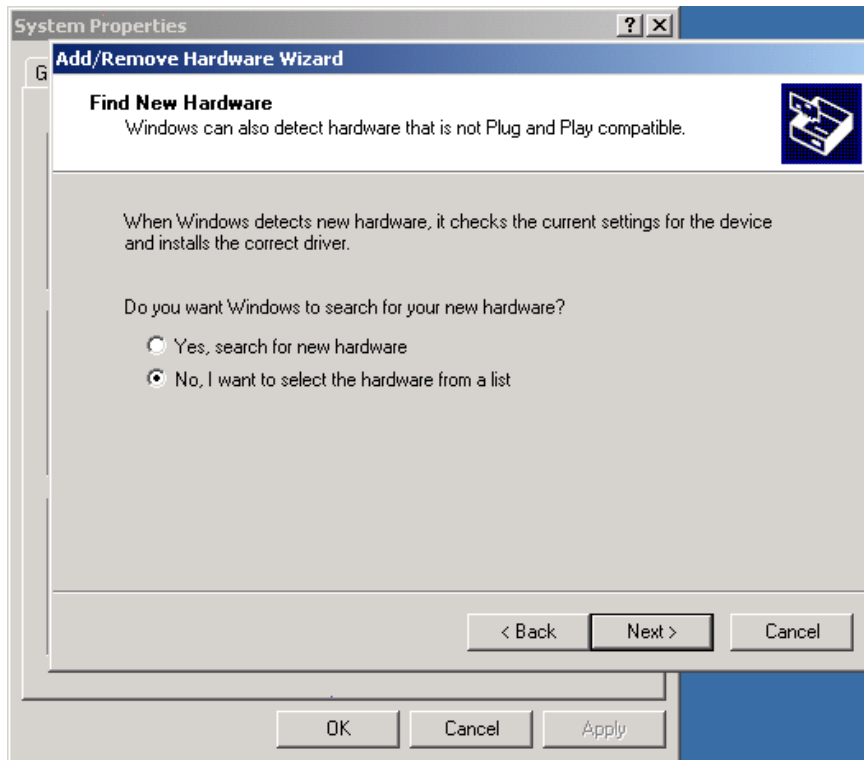 System Properties
G
Add/Remove Hardware Wizard
Find New Hardware
Windows can also detect hardware that is not Plug and Play compatible.
When Windows detects new hardware, it checks the current settings for the device
and installs the correct driver.
Do you want Windows to search for your new hardware?
Yes, search for new hardware
No, I want to select the hardware from a list
< Back Next > Cancel
OK Cancel Apply